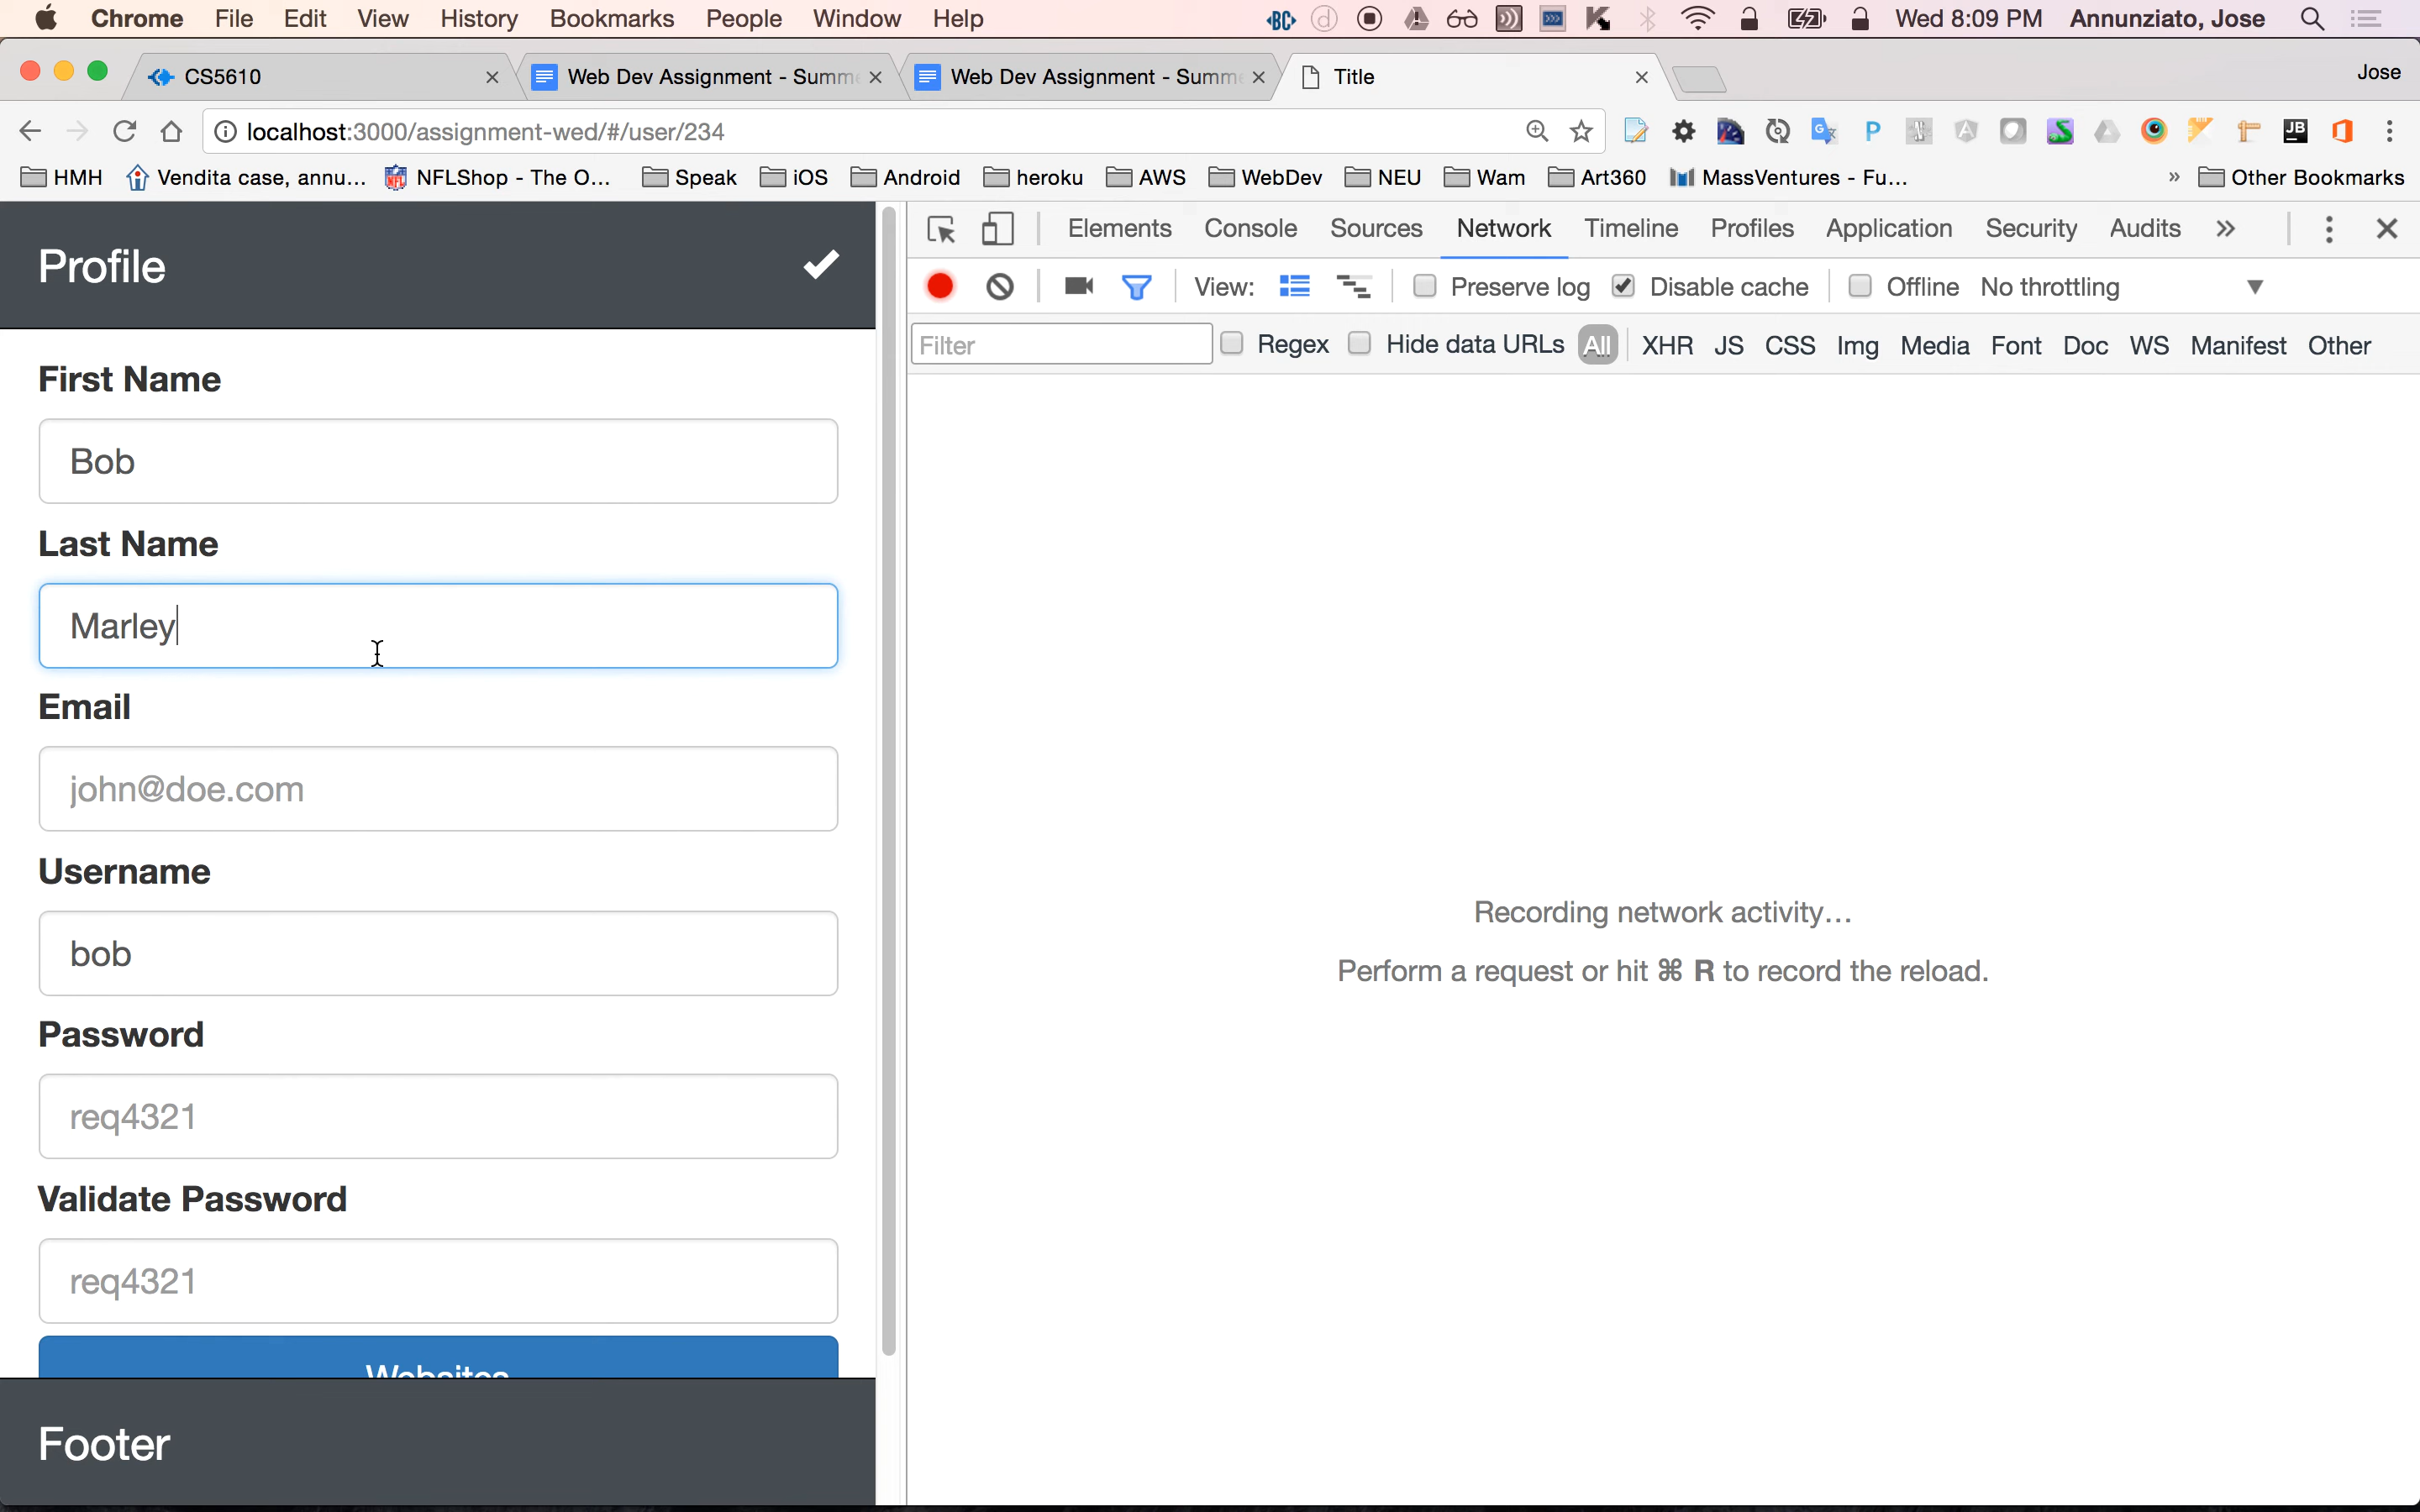 Chrome File Edit View History Bookmarks People Window Help Wed 8:09 PM Annunziato, Jose
CS5610 Web Dev Assignment - Summe Web Dev Assignment - Summe Title Jose
localhost:3000/assignment-wed/#/user/234
HMH Vendita case, annu... NFLShop - The O... Speak iOS Android heroku AWS WebDev NEU Wam Art360 MassVentures - Fu... » Other Bookmarks
Profile
First Name
Bob
Last Name
Marley
Email
john@doe.com
Username
bob
Password
req4321
Validate Password
req4321
Websites
Footer
Elements Console Sources Network Timeline Profiles Application Security Audits »
View: Preserve log Disable cache Offline No throttling
Filter Regex Hide data URLs All XHR JS CSS Img Media Font Doc WS Manifest Other
Recording network activity...
Perform a request or hit ⌘ R to record the reload.